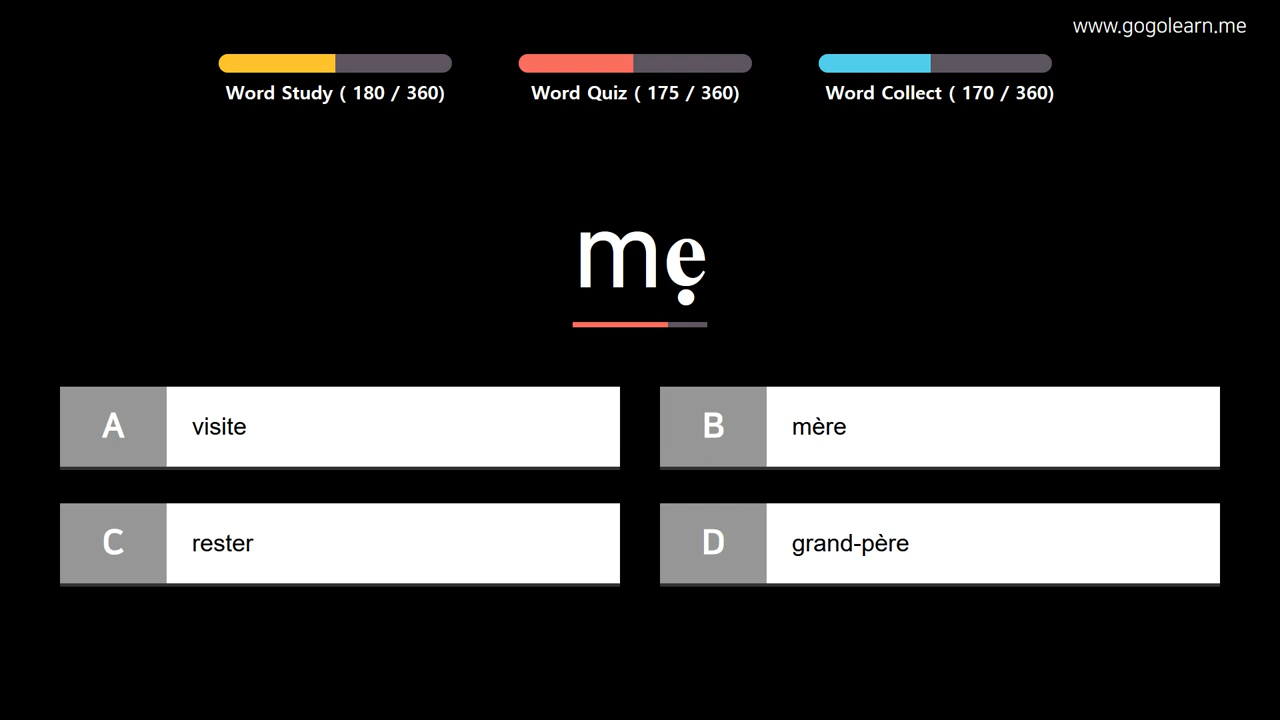 www.gogolearn.me
Word Study ( 180 / 360)
Word Quiz ( 175 / 360)
Word Collect ( 170 / 360)
mẹ
A visite
B mère
C rester
D grand-père